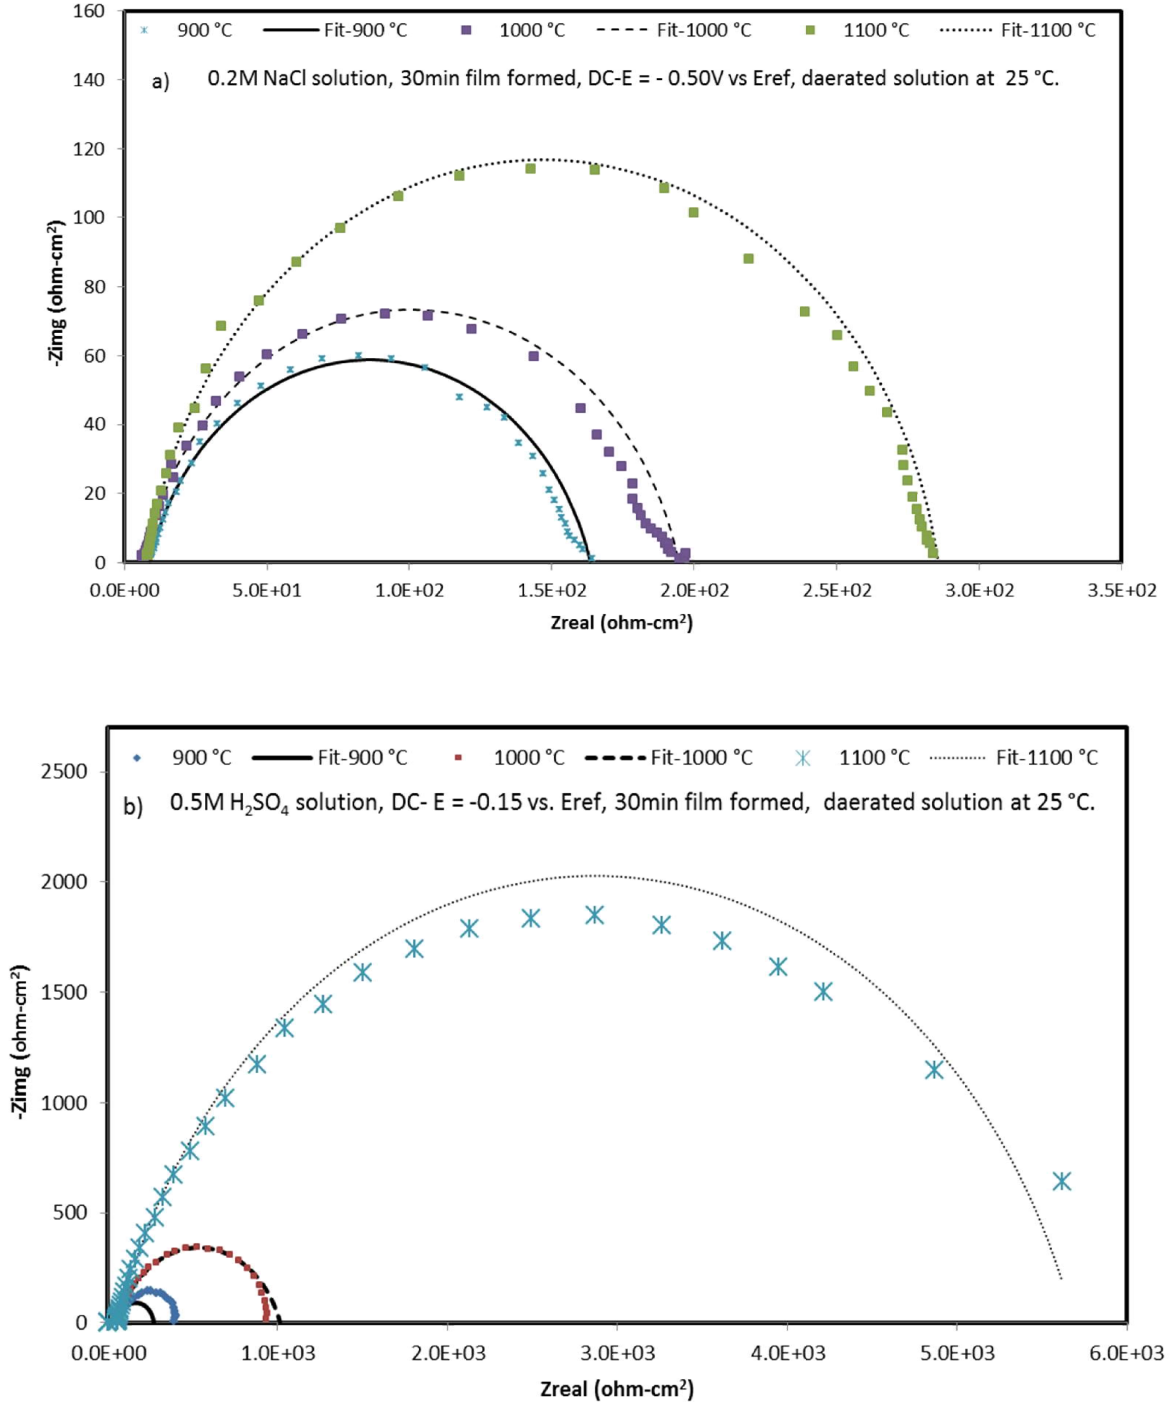 160
900 °C Fit-900 °C 1000 °C Fit-1000 °C 1100 °C Fit-1100 °C
a) 0.2M NaCl solution, 30min film formed, DC-E = - 0.50V vs Eref, daerated solution at 25 °C.
140
120
100
80
60
40
20
0
-Zimg (ohm-cm²)
0.0E+00 5.0E+01 1.0E+02 1.5E+02 2.0E+02 2.5E+02 3.0E+02 3.5E+02
Zreal (ohm-cm²)
900 °C Fit-900 °C 1000 °C Fit-1000 °C 1100 °C Fit-1100 °C
2500
b) 0.5M H₂SO₄ solution, DC- E = -0.15 vs. Eref, 30min film formed, daerated solution at 25 °C.
2000
1500
1000
500
0
-Zimg (ohm-cm²)
0.0E+00 1.0E+03 2.0E+03 3.0E+03 4.0E+03 5.0E+03 6.0E+03
Zreal (ohm-cm²)